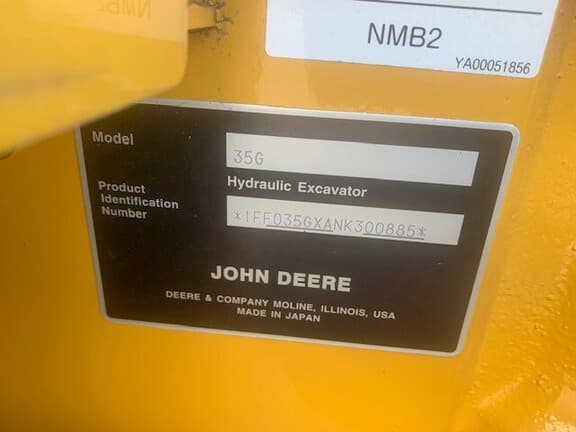 NMB2
YA00051856
Model
35G
Hydraulic Excavator
Product
Identification
Number
*1FF035GXANK300885*
JOHN DEERE
DEERE & COMPANY MOLINE, ILLINOIS, USA
MADE IN JAPAN